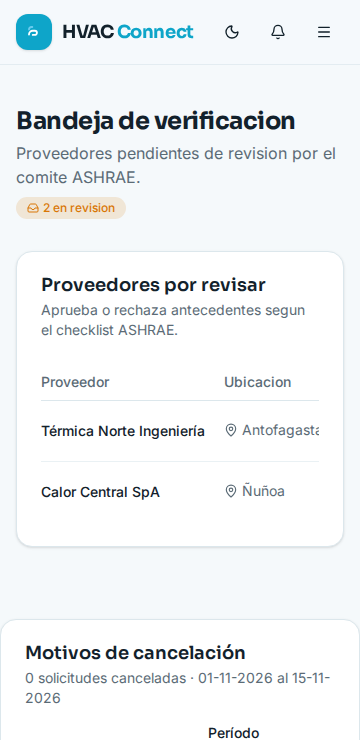 HVAC Connect
Bandeja de verificacion
Proveedores pendientes de revision por el
comite ASHRAE.
2 en revision
Proveedores por revisar
Aprueba o rechaza antecedentes segun
el checklist ASHRAE.
Proveedor Ubicacion
Térmica Norte Ingeniería Antofagasta
Calor Central SpA Ñuñoa
Motivos de cancelación
0 solicitudes canceladas · 01-11-2026 al 15-11-
2026
Período